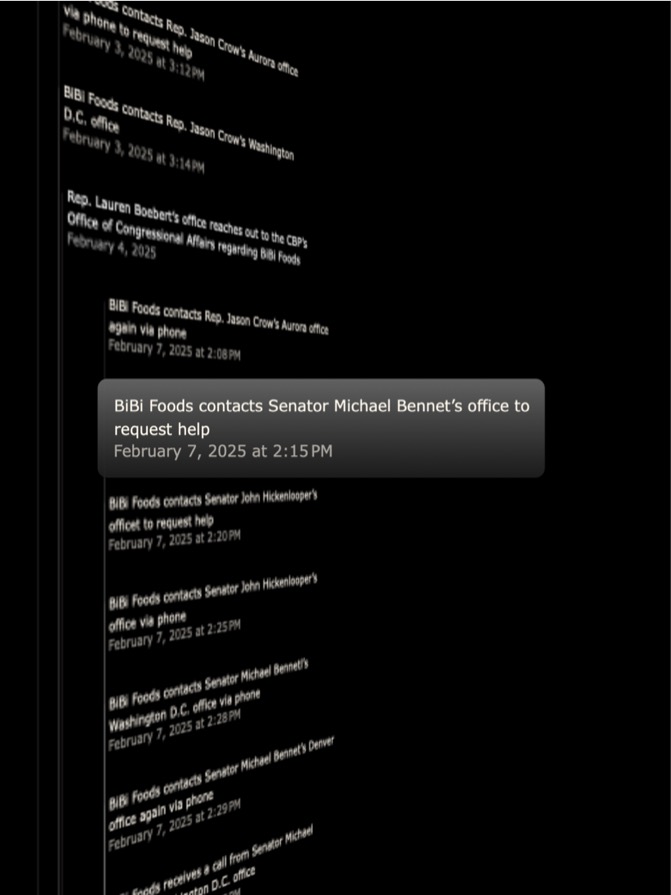 Foods contacts Rep. Jason Crow's Aurora office
via phone to request help
February 3, 2025 at 3:12 PM
BiBi Foods contacts Rep. Jason Crow's Washington
D.C. office
February 3, 2025 at 3:14 PM
Rep. Lauren Boebert's office reaches out to the CBP's
Office of Congressional Affairs regarding BiBi Foods
February 4, 2025
BiBi Foods contacts Rep. Jason Crow's Aurora office
again via phone
February 7, 2025 at 2:08 PM
BiBi Foods contacts Senator Michael Bennet’s office to
request help
February 7, 2025 at 2:15 PM
BiBi Foods contacts Senator John Hickenlooper's
officet to request help
February 7, 2025 at 2:20 PM
BiBi Foods contacts Senator John Hickenlooper's
office via phone
February 7, 2025 at 2:25 PM
BiBi Foods contacts Senator Michael Bennett's
Washington D.C. office via phone
February 7, 2025 at 2:28 PM
BiBi Foods contacts Senator Michael Bennet's Denver
office again via phone
February 7, 2025 at 2:29 PM
Foods receives a call from Senator Michael
D.C. office